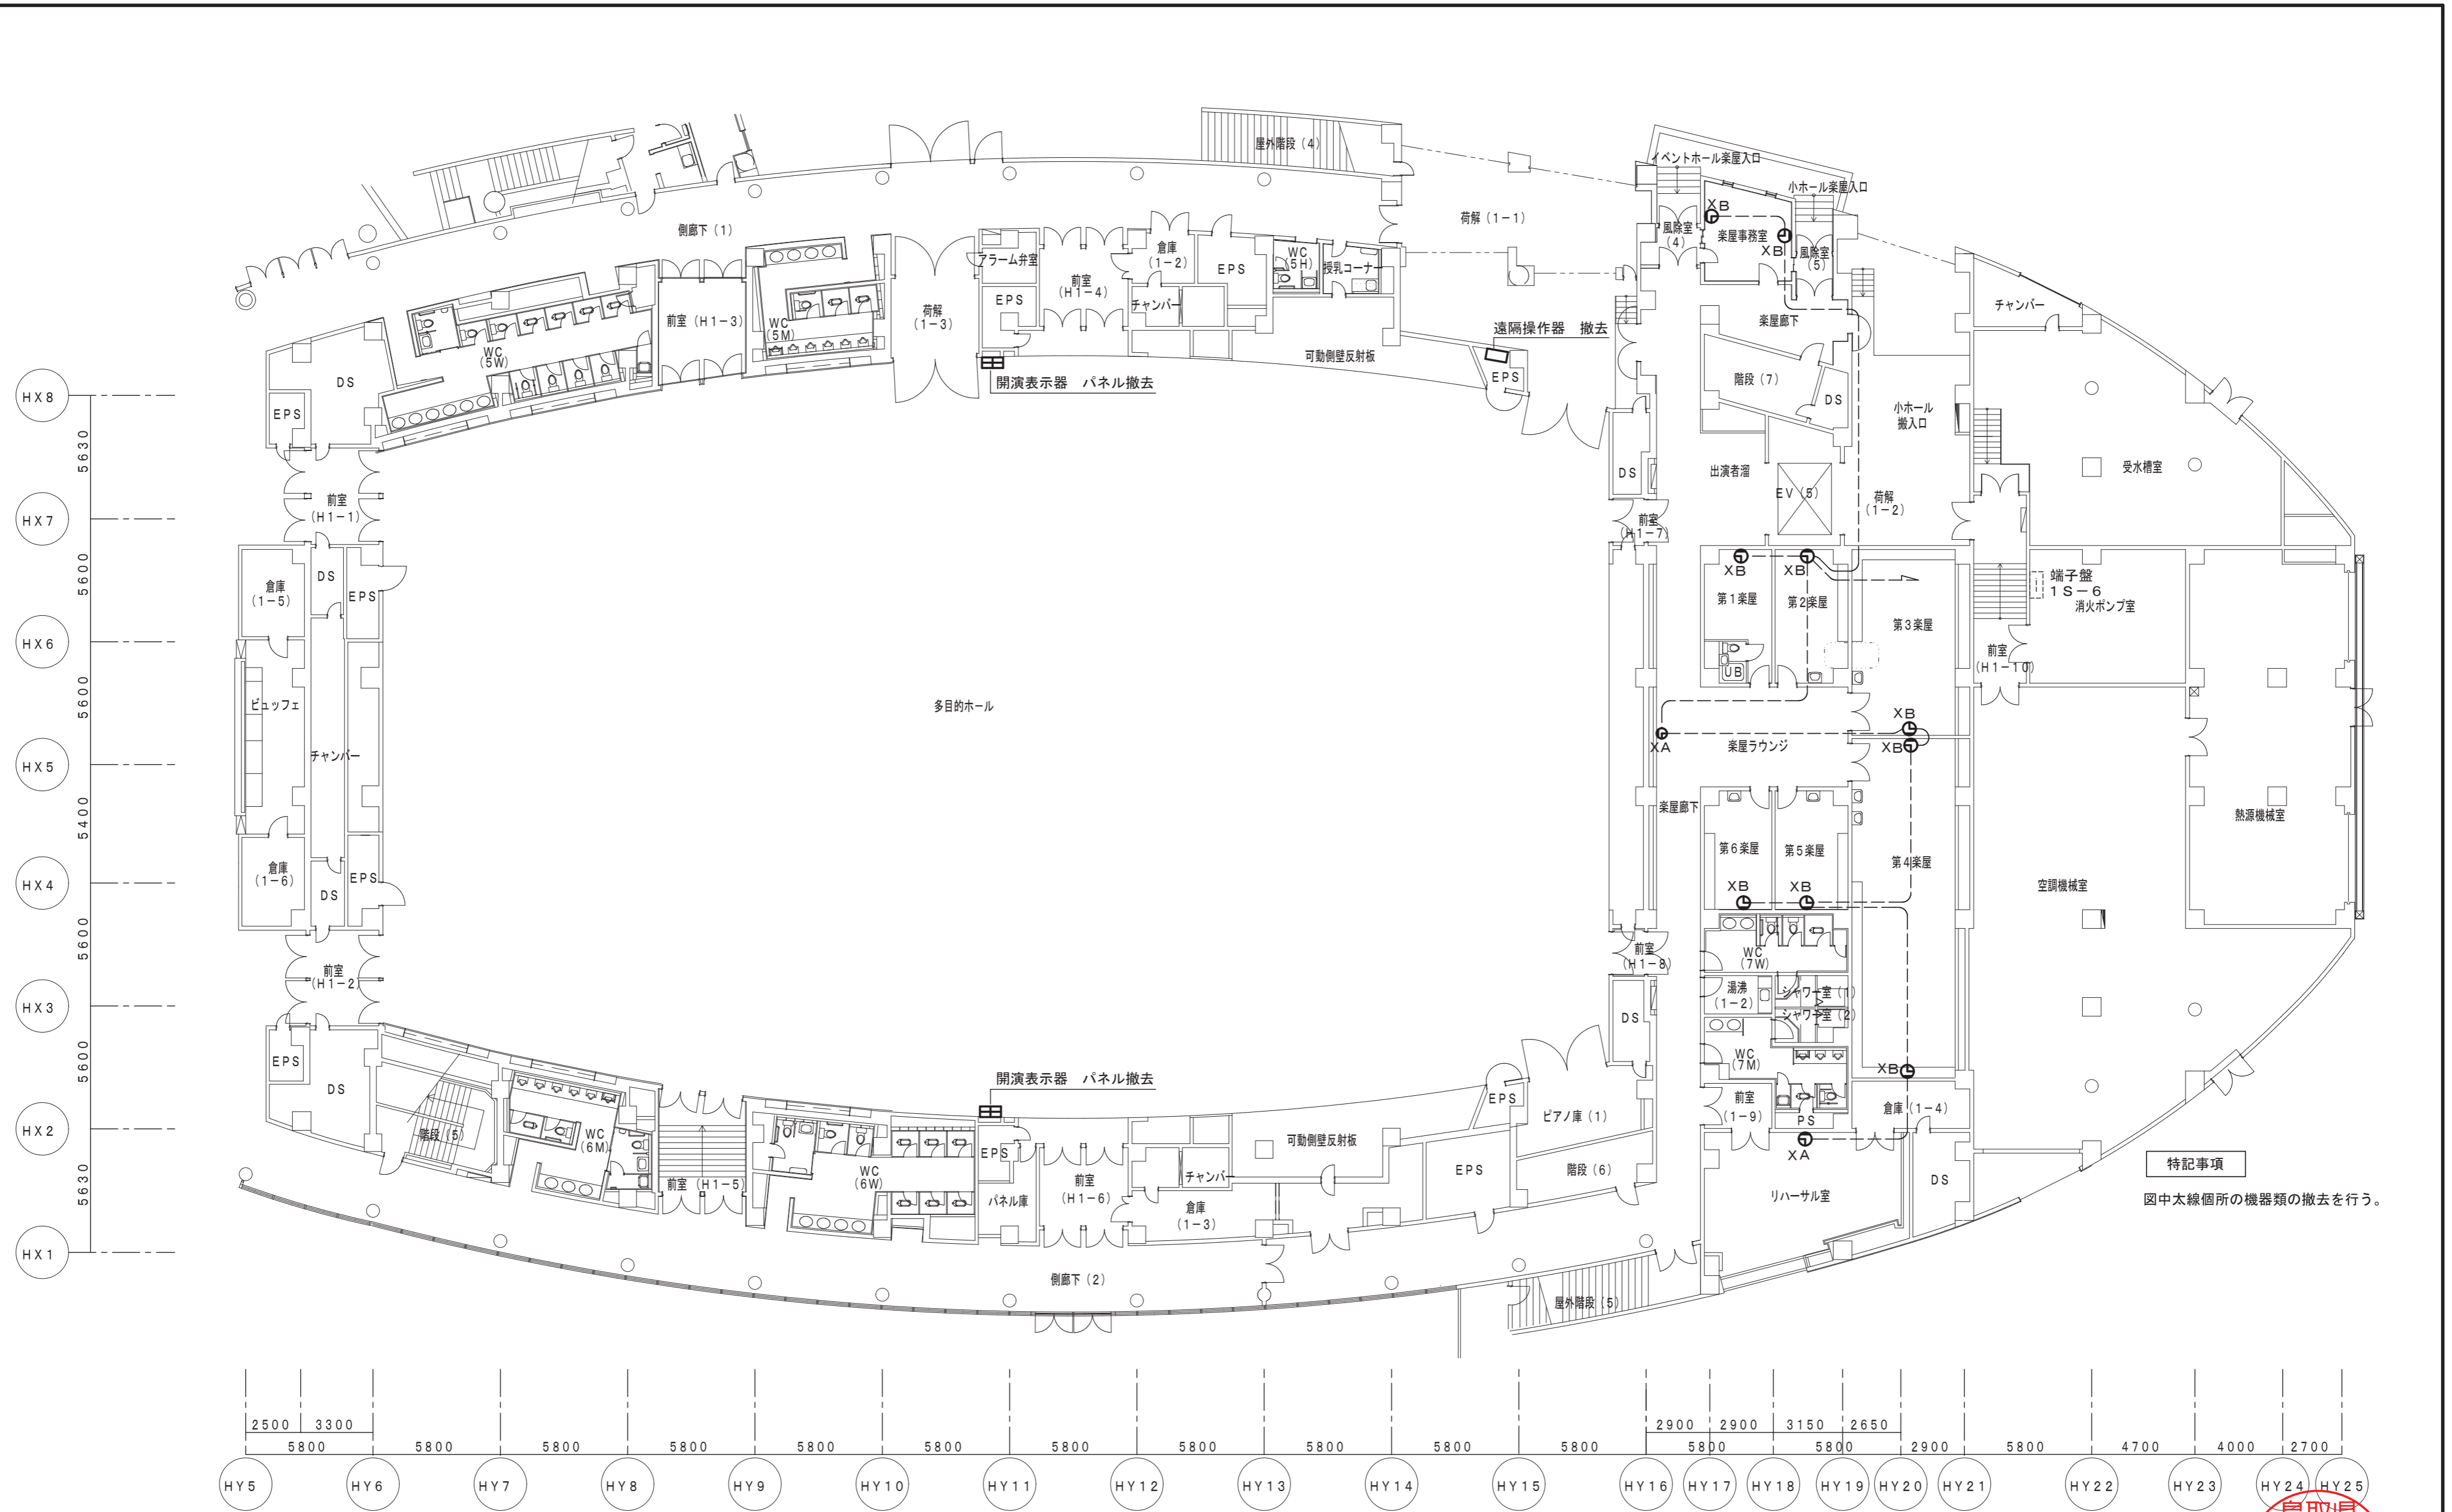 屋外階段（4）
イベントホール楽屋入口
小ホール楽屋入口
側廊下（1）
荷解（1－1）
風除室
（4）
XB
楽屋事務室
XB
風除室
（5）
アラーム弁室
EPS
前室
（H1－4）
倉庫
（1－2）
チャンバー
EPS
WC
（5H）
授乳コーナー
WC
（5W）
前室（H1－3）
WC
（5M）
荷解
（1－3）
チャンバー
楽屋廊下
遠隔操作器　撤去
可動側壁反射板
EPS
開演表示器　パネル撤去
DS
EPS
階段（7）
DS
小ホール
搬入口
HX8
5630
DS
出演者溜
EV（5）
荷解
（1－2）
受水槽室
前室
（H1－1）
HX7
前室
（H1－7）
5600
倉庫
（1－5）
DS
EPS
XB
XB
第1楽屋
第2楽屋
第3楽屋
端子盤
1S－6
消火ポンプ室
HX6
UB
前室
（H1－10）
5600
ビュッフェ
多目的ホール
チャンバー
XA
楽屋ラウンジ
XB
XB
HX5
5400
楽屋廊下
熱源機械室
第6楽屋
第5楽屋
第4楽屋
倉庫
（1－6）
DS
EPS
HX4
XB
XB
空調機械室
5600
前室
（H1－2）
前室
（H1－8）
WC
（7W）
HX3
湯沸
（1－2）
シャワー室（1）
シャワー室（2）
DS
5600
EPS
DS
WC
（7M）
XB
開演表示器　パネル撤去
EPS
ピアノ庫（1）
前室
（1－9）
PS
倉庫（1－4）
HX2
階段（5）
WC
（6M）
前室（H1－5）
WC
（6W）
EPS
パネル庫
前室
（H1－6）
チャンバー
倉庫
（1－3）
可動側壁反射板
EPS
階段（6）
XA
リハーサル室
DS
5630
HX1
側廊下（2）
屋外階段（5）
特記事項
図中太線個所の機器類の撤去を行う。
2500 3300 2900 2900 3150 2650
5800 5800 5800 5800 5800 5800 5800 5800 5800 5800 5800 5800 5800 2900 5800 4700 4000 2700
HY5 HY6 HY7 HY8 HY9 HY10 HY11 HY12 HY13 HY14 HY15 HY16 HY17 HY18 HY19 HY20 HY21 HY22 HY23 HY24 HY25
鳥取県